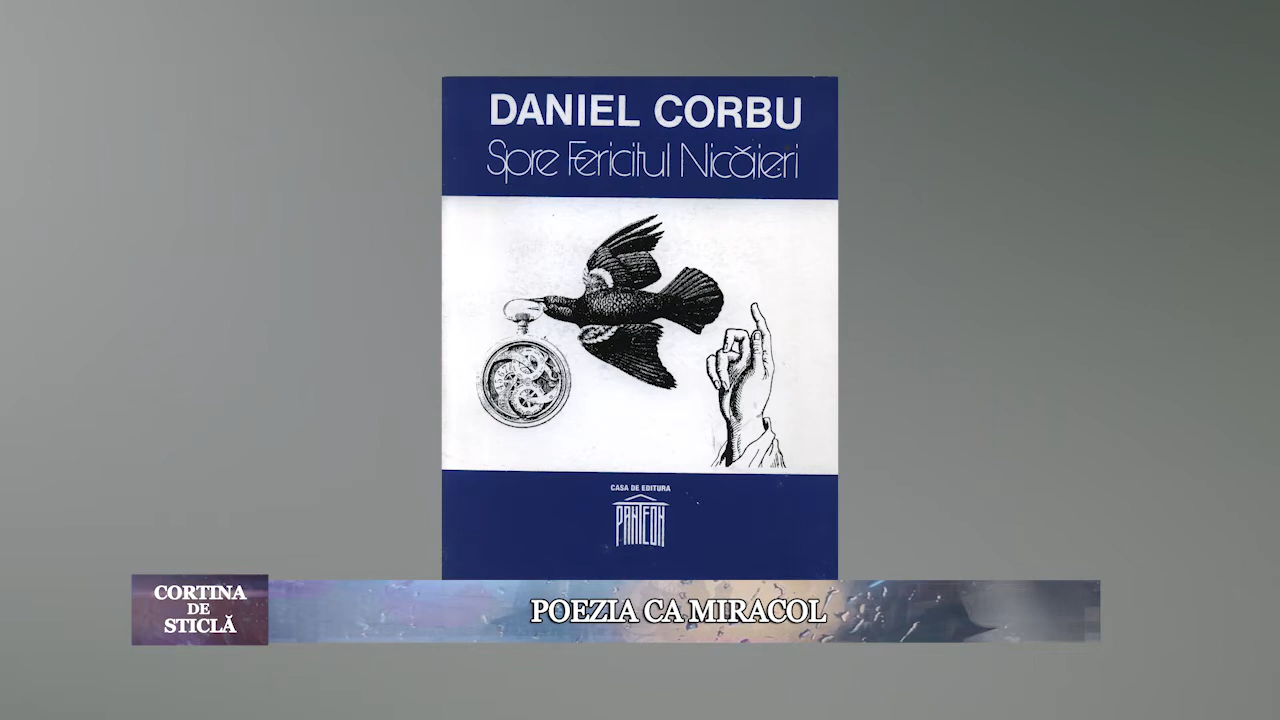 DANIEL CORBU
Spre Fericitul Nicăieri
CASA DE EDITURA
PANTEON
CORTINA
DE
STICLĂ
POEZIA CA MIRACOL